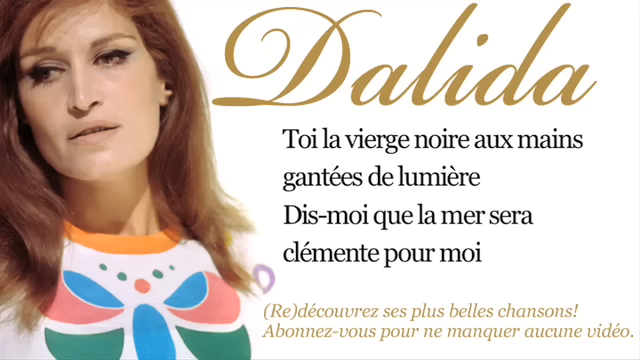 Dalida
Toi la vierge noire aux mains
gantées de lumière
Dis-moi que la mer sera
clémente pour moi
(Re)découvrez ses plus belles chansons!
Abonnez-vous pour ne manquer aucune vidéo.